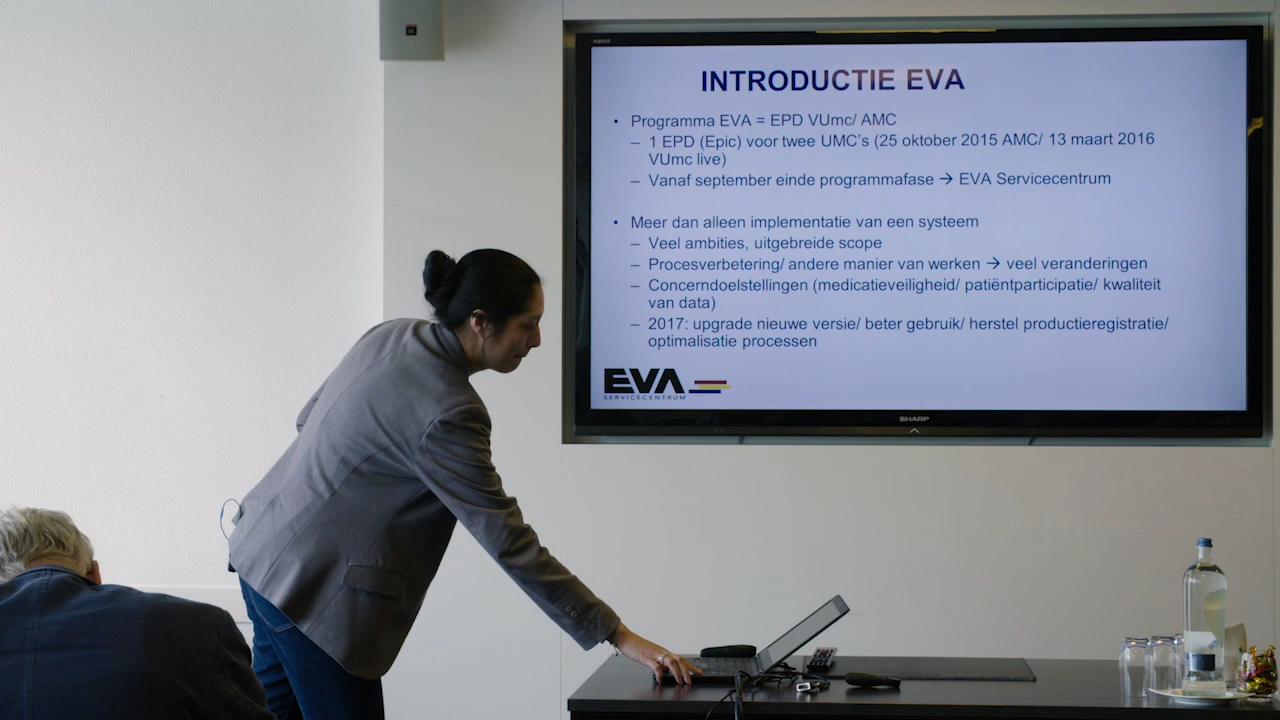 INTRODUCTIE EVA
• Programma EVA = EPD VUmc/ AMC
– 1 EPD (Epic) voor twee UMC's (25 oktober 2015 AMC/ 13 maart 2016
VUmc live)
– Vanaf september einde programmafase → EVA Servicecentrum
• Meer dan alleen implementatie van een systeem
– Veel ambities, uitgebreide scope
– Procesverbetering/ andere manier van werken → veel veranderingen
– Concerndoelstellingen (medicatieveiligheid/ patiëntparticipatie/ kwaliteit
van data)
– 2017: upgrade nieuwe versie/ beter gebruik/ herstel productieregistratie/
optimalisatie processen
EVA
SERVICECENTRUM
SHARP